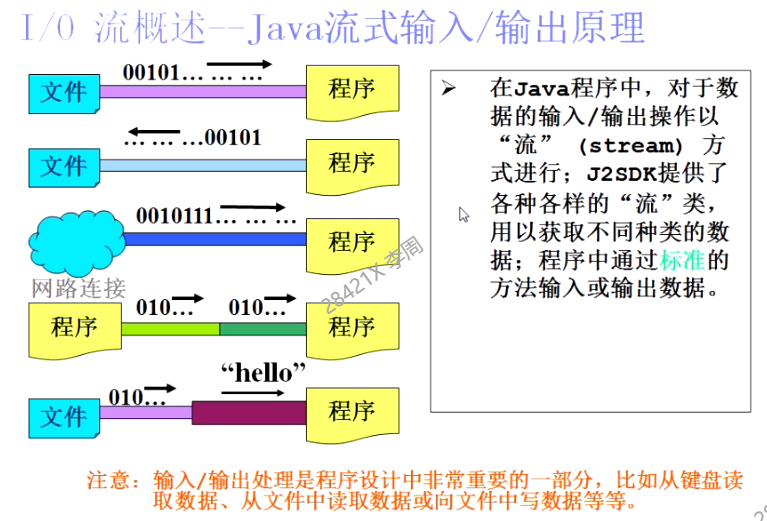 I/O 流概述--Java流式输入/输出原理
00101… … …
文件
程序
… … …00101
文件
程序
0010111… … …
程序
网路连接
010…
010…
程序
程序
“hello”
010…
文件
程序
➢ 在Java程序中，对于数
据的输入/输出操作以
“流” (stream) 方
式进行；J2SDK提供了
各种各样的“流”类，
用以获取不同种类的数
据；程序中通过标准的
方法输入或输出数据。
28421X李周
注意：输入/输出处理是程序设计中非常重要的一部分，比如从键盘读
取数据、从文件中读取数据或向文件中写数据等等。